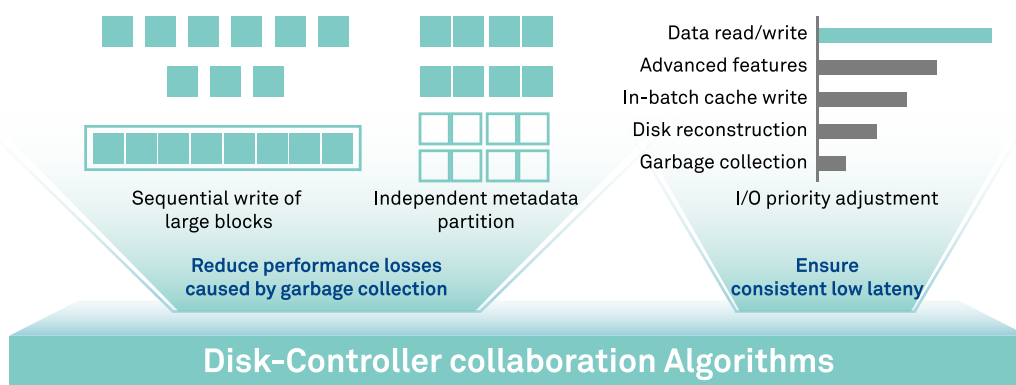 Data read/write
Advanced features
In-batch cache write
Disk reconstruction
Garbage collection
Sequential write of
large blocks
Independent metadata
partition
I/O priority adjustment
Reduce performance losses
caused by garbage collection
Ensure
consistent low lateny
Disk-Controller collaboration Algorithms